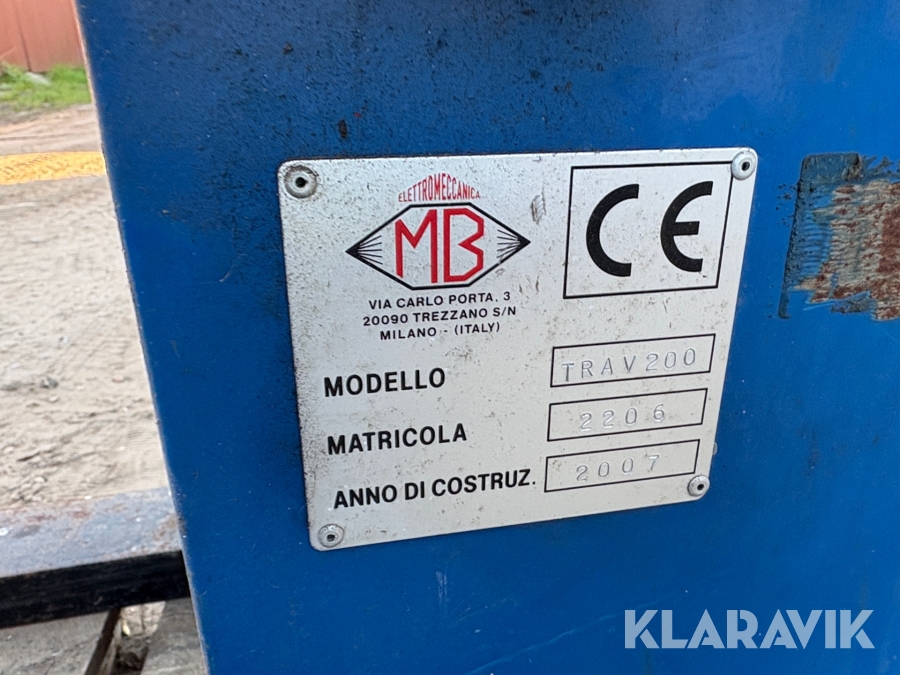 ELETTROMECCANICA
MB
CE
VIA CARLO PORTA, 3
20090 TREZZANO S/N
MILANO - (ITALY)
MODELLO TRAV200
MATRICOLA 2206
ANNO DI COSTRUZ. 2007
KLARAVIK